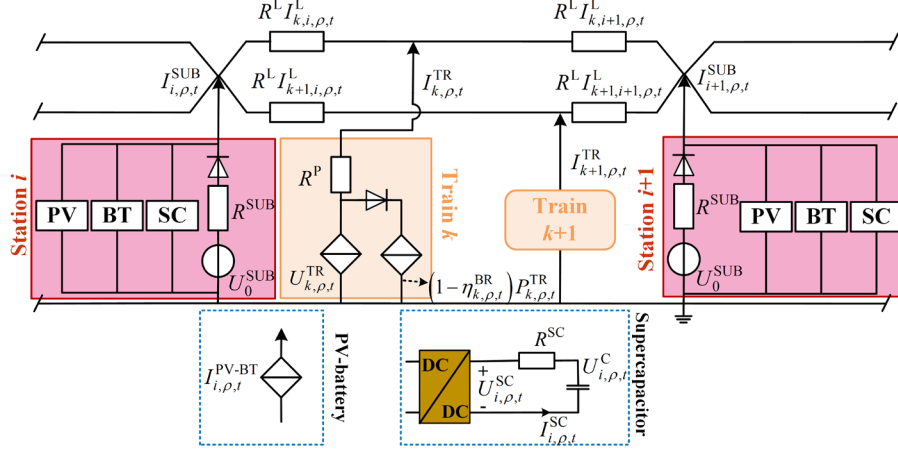 R^L I^L_{k,i,ρ,t}
R^L I^L_{k,i+1,ρ,t}
I^SUB_{i,ρ,t}
R^L I^L_{k+1,i,ρ,t}
I^TR_{k,ρ,t}
R^L I^L_{k+1,i+1,ρ,t}
I^SUB_{i+1,ρ,t}
Station i
PV
BT
SC
R^SUB
U_0^SUB
R^P
Train k
U^TR_{k,ρ,t}
(1 − η^BR_{k,ρ,t}) P^TR_{k,ρ,t}
I^TR_{k+1,ρ,t}
Train
k+1
Station i+1
R^SUB
U_0^SUB
PV
BT
SC
I^PV-BT_{i,ρ,t}
PV-battery
DC
DC
+
U^SC_{i,ρ,t}
-
R^SC
U^C_{i,ρ,t}
I^SC_{i,ρ,t}
Supercapacitor